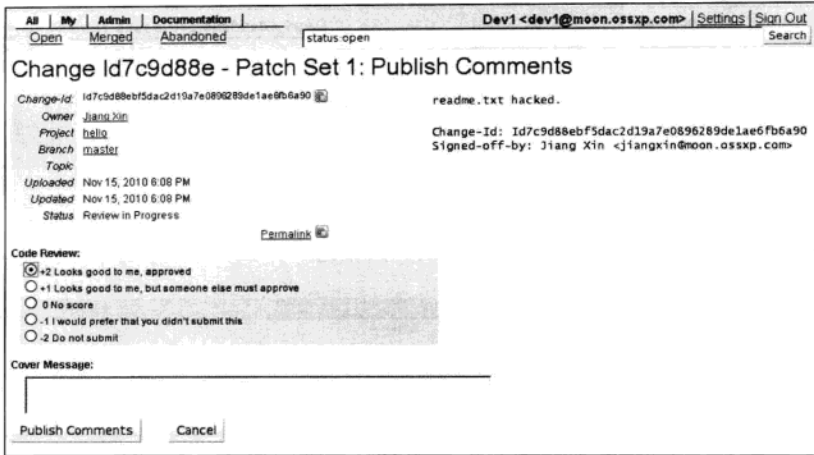 All | My | Admin | Documentation |
Dev1 <dev1@moon.ossxp.com> | Settings | Sign Out
Open Merged Abandoned
status:open
Search
Change Id7c9d88e - Patch Set 1: Publish Comments
Change-Id: Id7c9d88ebf5dac2d19a7e0896289de1ae6fb6a90
Owner Jiang Xin
Project hello
Branch master
Topic
Uploaded Nov 15, 2010 6:08 PM
Updated Nov 15, 2010 6:08 PM
Status Review in Progress
Permalink
readme.txt hacked.
Change-Id: Id7c9d88ebf5dac2d19a7e0896289de1ae6fb6a90
Signed-off-by: Jiang Xin <jiangxin@moon.ossxp.com>
Code Review:
+2 Looks good to me, approved
+1 Looks good to me, but someone else must approve
0 No score
-1 I would prefer that you didn't submit this
-2 Do not submit
Cover Message:
Publish Comments
Cancel